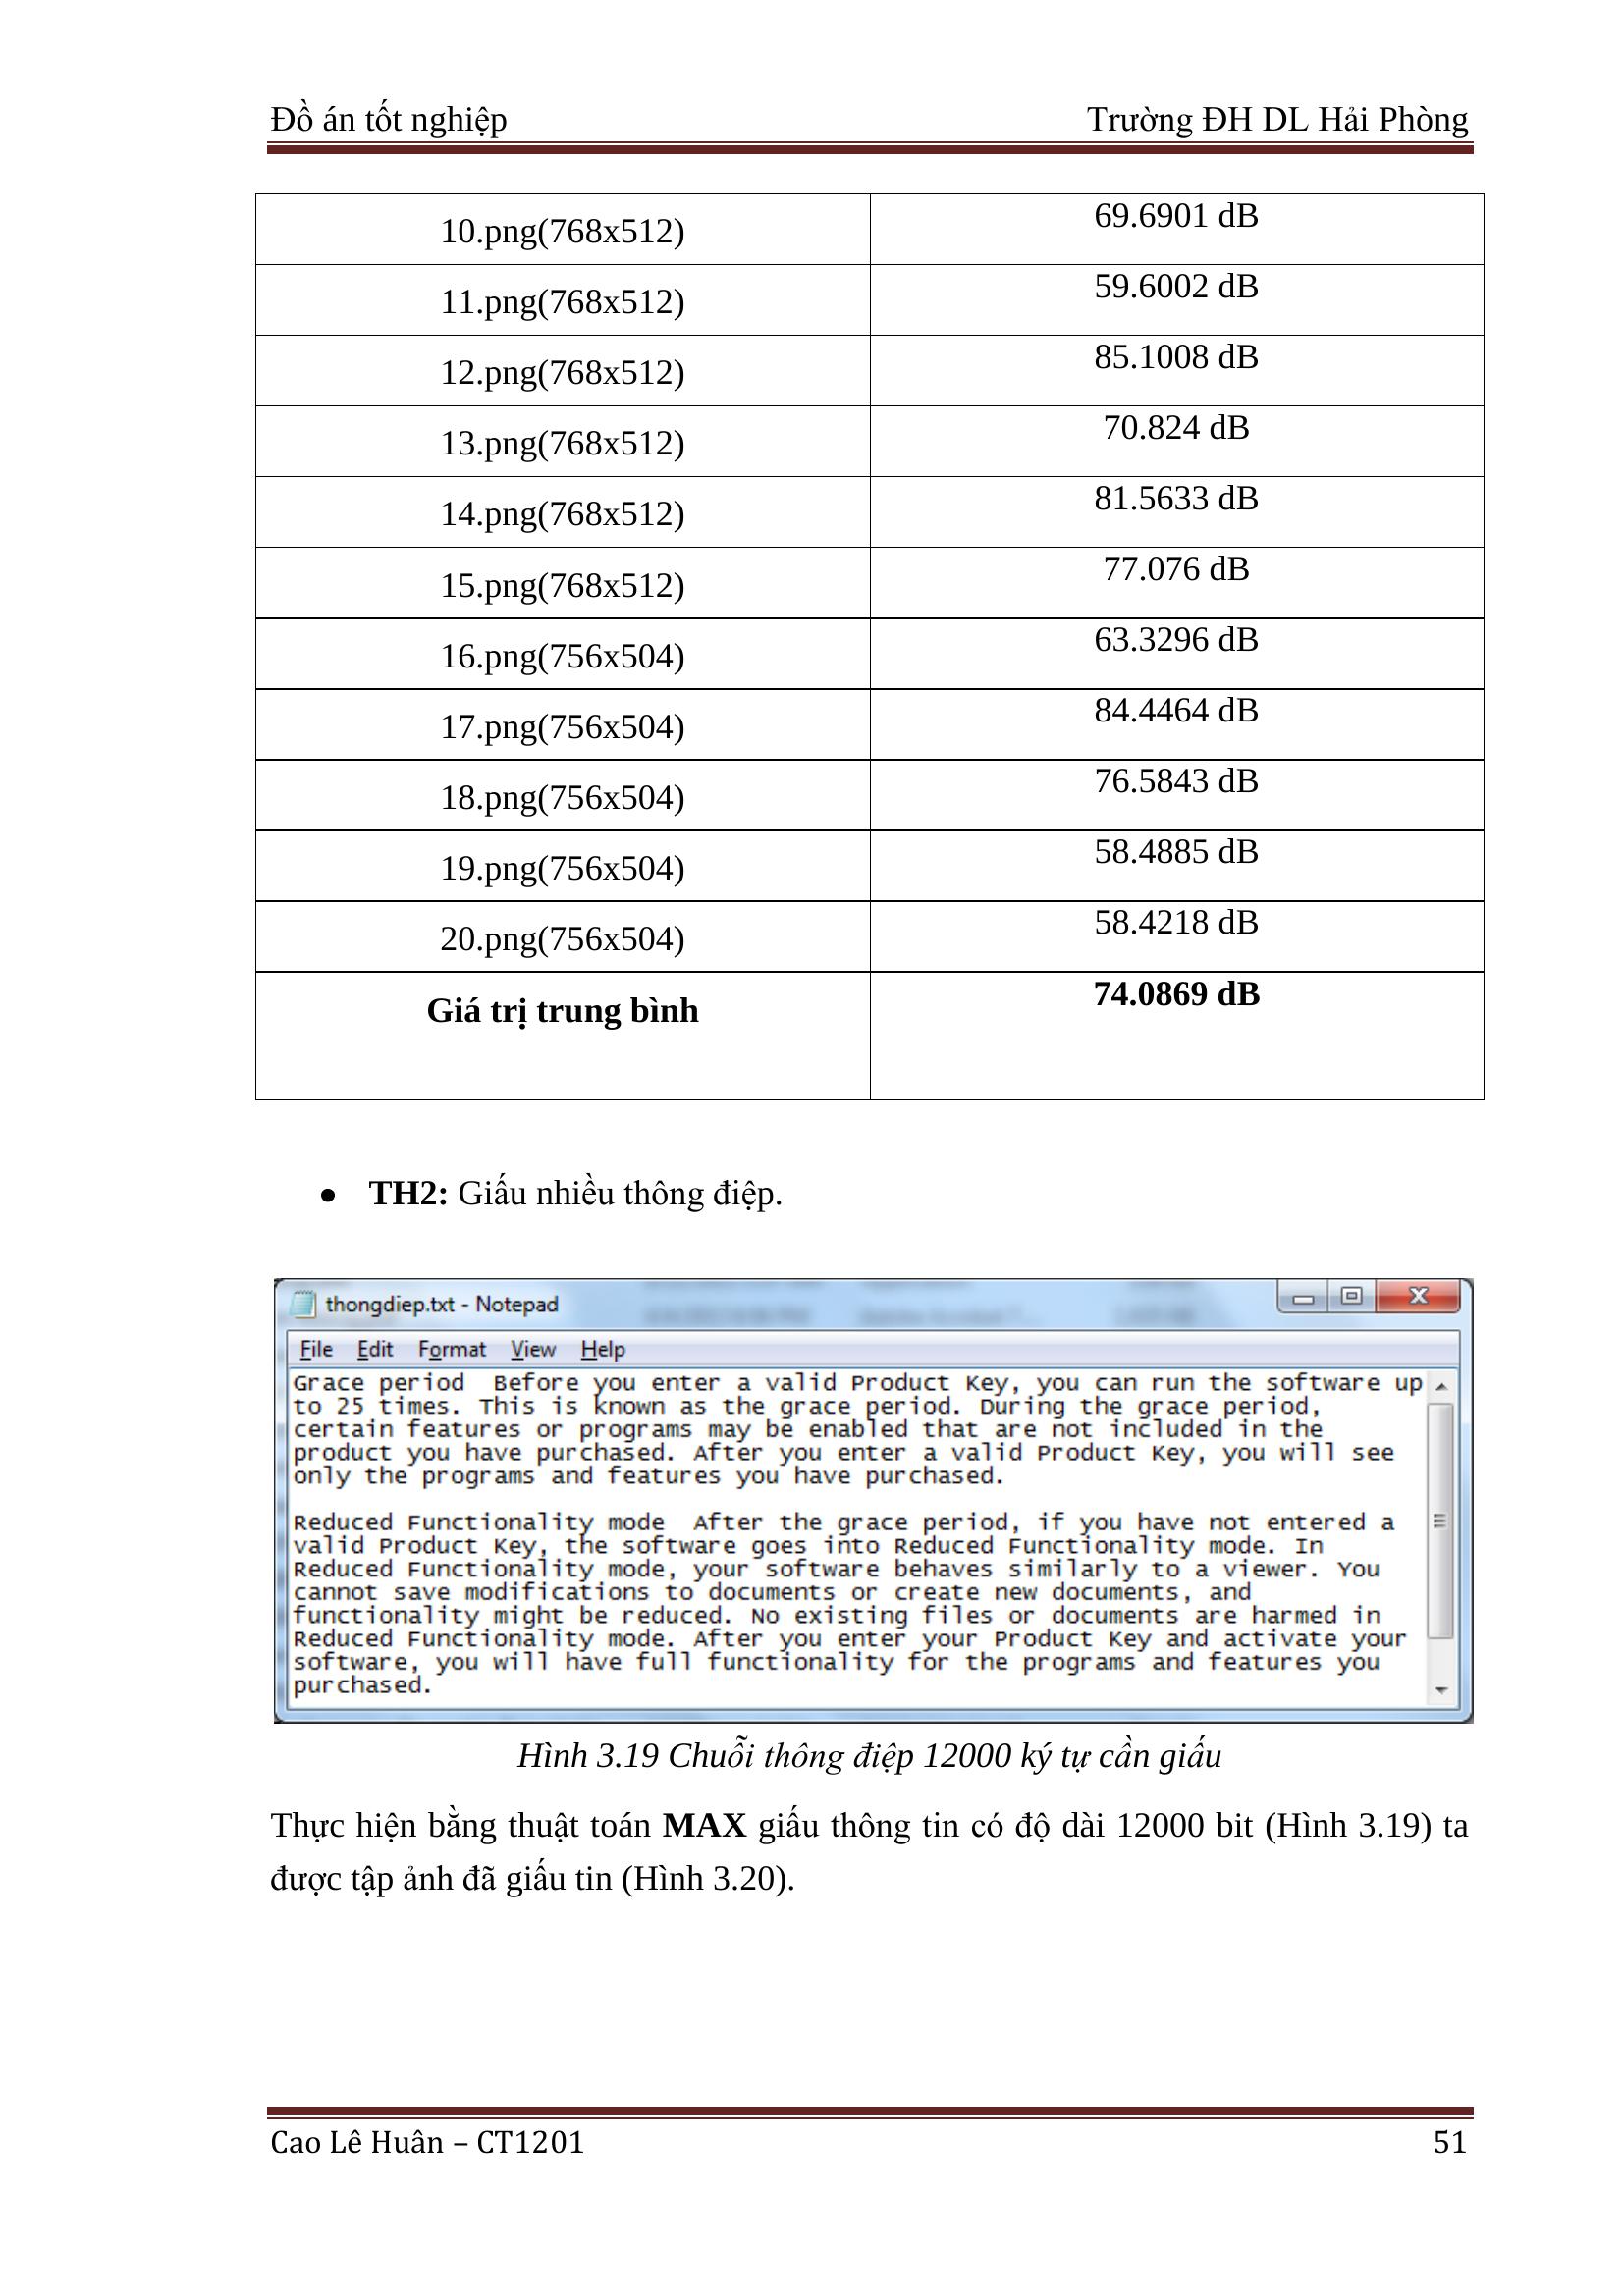 Đồ án tốt nghiệp Trường ĐH DL Hải Phòng
10.png(768x512) 69.6901 dB
11.png(768x512) 59.6002 dB
12.png(768x512) 85.1008 dB
13.png(768x512) 70.824 dB
14.png(768x512) 81.5633 dB
15.png(768x512) 77.076 dB
16.png(756x504) 63.3296 dB
17.png(756x504) 84.4464 dB
18.png(756x504) 76.5843 dB
19.png(756x504) 58.4885 dB
20.png(756x504) 58.4218 dB
Giá trị trung bình 74.0869 dB
• TH2: Giấu nhiều thông điệp.
thongdiep.txt - Notepad
File Edit Format View Help
Grace period  Before you enter a valid Product Key, you can run the software up
to 25 times. This is known as the grace period. During the grace period,
certain features or programs may be enabled that are not included in the
product you have purchased. After you enter a valid Product Key, you will see
only the programs and features you have purchased.
Reduced Functionality mode  After the grace period, if you have not entered a
valid Product Key, the software goes into Reduced Functionality mode. In
Reduced Functionality mode, your software behaves similarly to a viewer. You
cannot save modifications to documents or create new documents, and
functionality might be reduced. No existing files or documents are harmed in
Reduced Functionality mode. After you enter your Product Key and activate your
software, you will have full functionality for the programs and features you
purchased.
Hình 3.19 Chuỗi thông điệp 12000 ký tự cần giấu
Thực hiện bằng thuật toán MAX giấu thông tin có độ dài 12000 bit (Hình 3.19) ta
được tập ảnh đã giấu tin (Hình 3.20).
Cao Lê Huân – CT1201 51